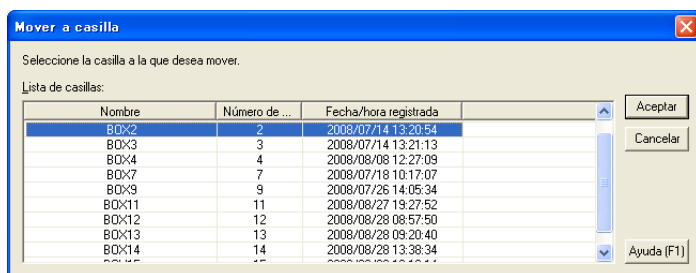 Mover a casilla
Seleccione la casilla a la que desea mover.
Lista de casillas:
Nombre Número de ... Fecha/hora registrada
BOX2 2 2008/07/14 13:20:54
BOX3 3 2008/07/14 13:21:13
BOX4 4 2008/08/08 12:27:09
BOX7 7 2008/07/18 10:17:07
BOX9 9 2008/07/26 14:05:34
BOX11 11 2008/08/27 19:27:52
BOX12 12 2008/08/28 08:57:50
BOX13 13 2008/08/28 09:20:40
BOX14 14 2008/08/28 13:38:34
Aceptar
Cancelar
Ayuda (F1)